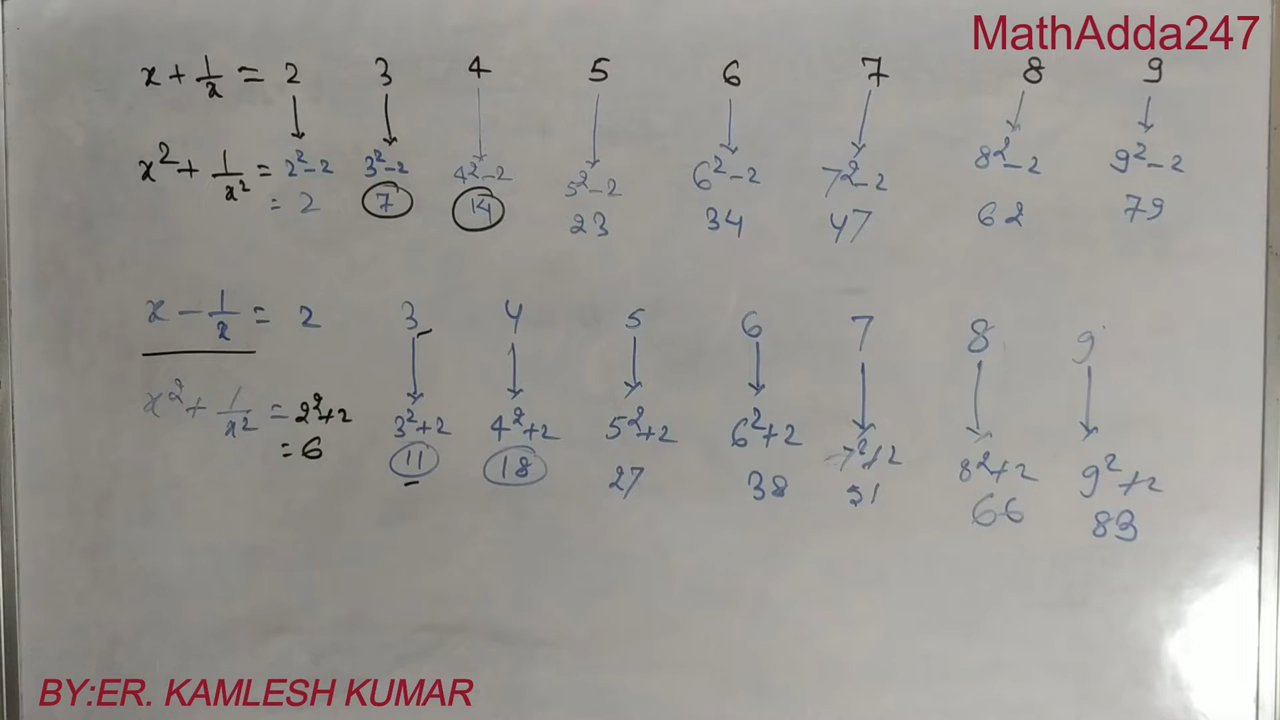 MathAdda247
x + 1/x = 2 3 4 5 6 7 8 9
x² + 1/x² = 2²-2 3²-2 4²-2 5²-2 6²-2 7²-2 8²-2 9²-2
= 2 7 14 23 34 47 62 79
x - 1/x = 2 3 4 5 6 7 8 9
x² + 1/x² = 2²+2 3²+2 4²+2 5²+2 6²+2 7²+2 8²+2 9²+2
= 6 11 18 27 38 51 66 83
BY:ER. KAMLESH KUMAR